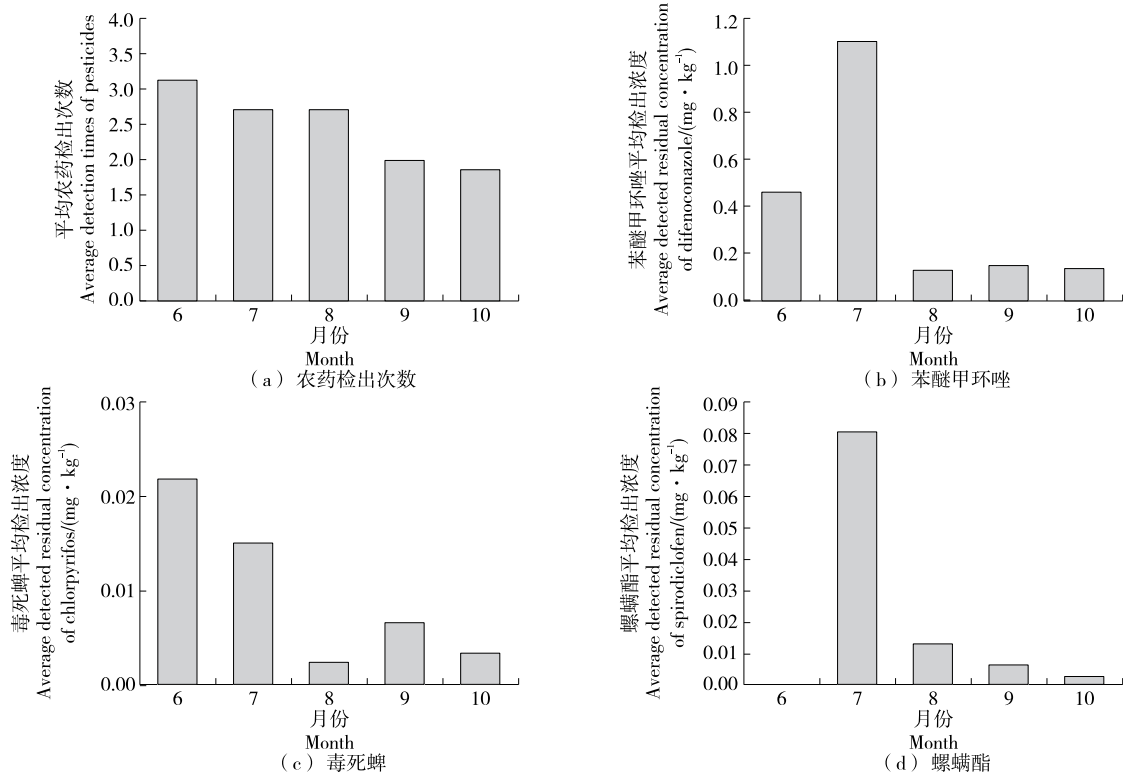 平均农药检出次数
Average detection times of pesticides
4.0
3.5
3.0
2.5
2.0
1.5
1.0
0.5
0.0
6 7 8 9 10
月份
Month
(a) 农药检出次数
苯醚甲环唑平均检出浓度
Average detected residual concentration
of difenoconazole/(mg·kg⁻¹)
1.2
1.0
0.8
0.6
0.4
0.2
0.0
6 7 8 9 10
月份
Month
(b) 苯醚甲环唑
毒死蜱平均检出浓度
Average detected residual concentration
of chlorpyrifos/(mg·kg⁻¹)
0.03
0.02
0.01
0.00
6 7 8 9 10
月份
Month
(c) 毒死蜱
螺螨酯平均检出浓度
Average detected residual concentration
of spirodiclofen/(mg·kg⁻¹)
0.09
0.08
0.07
0.06
0.05
0.04
0.03
0.02
0.01
0.00
6 7 8 9 10
月份
Month
(d) 螺螨酯